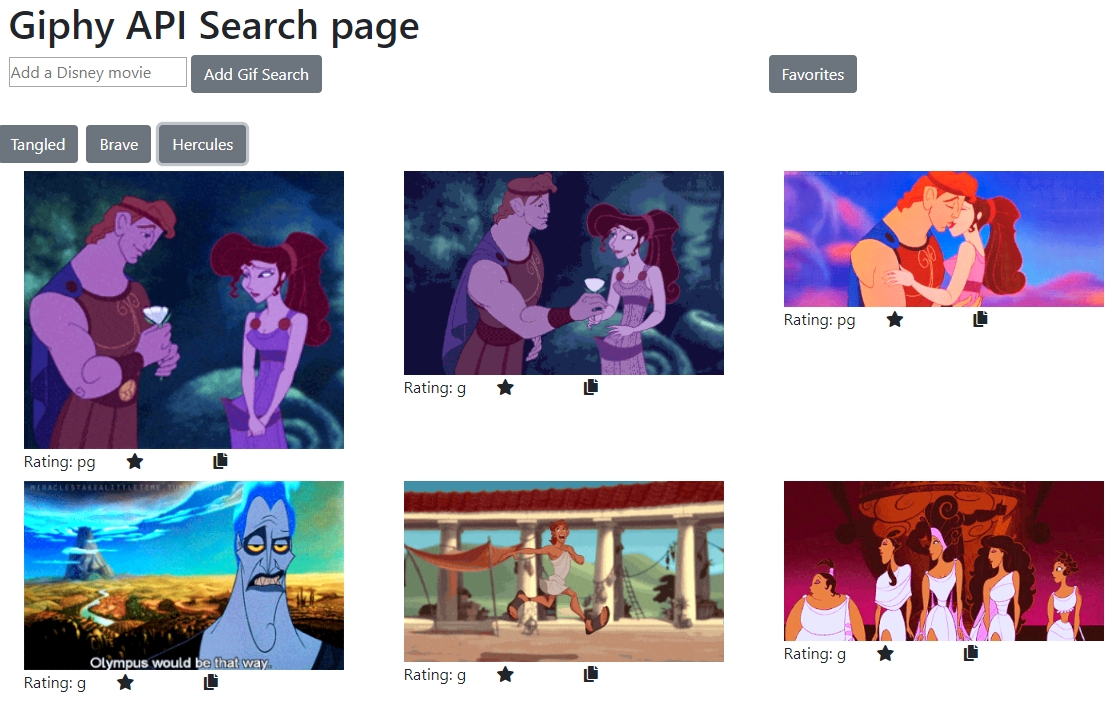 Giphy API Search page
Add a Disney movie Add Gif Search Favorites
Tangled Brave Hercules
Rating: pg
Rating: g
Rating: pg
MIRACLESTAKEALITTLETIME.TUMBLR.COM
Olympus would be that way.
Rating: g
Rating: g
Rating: g